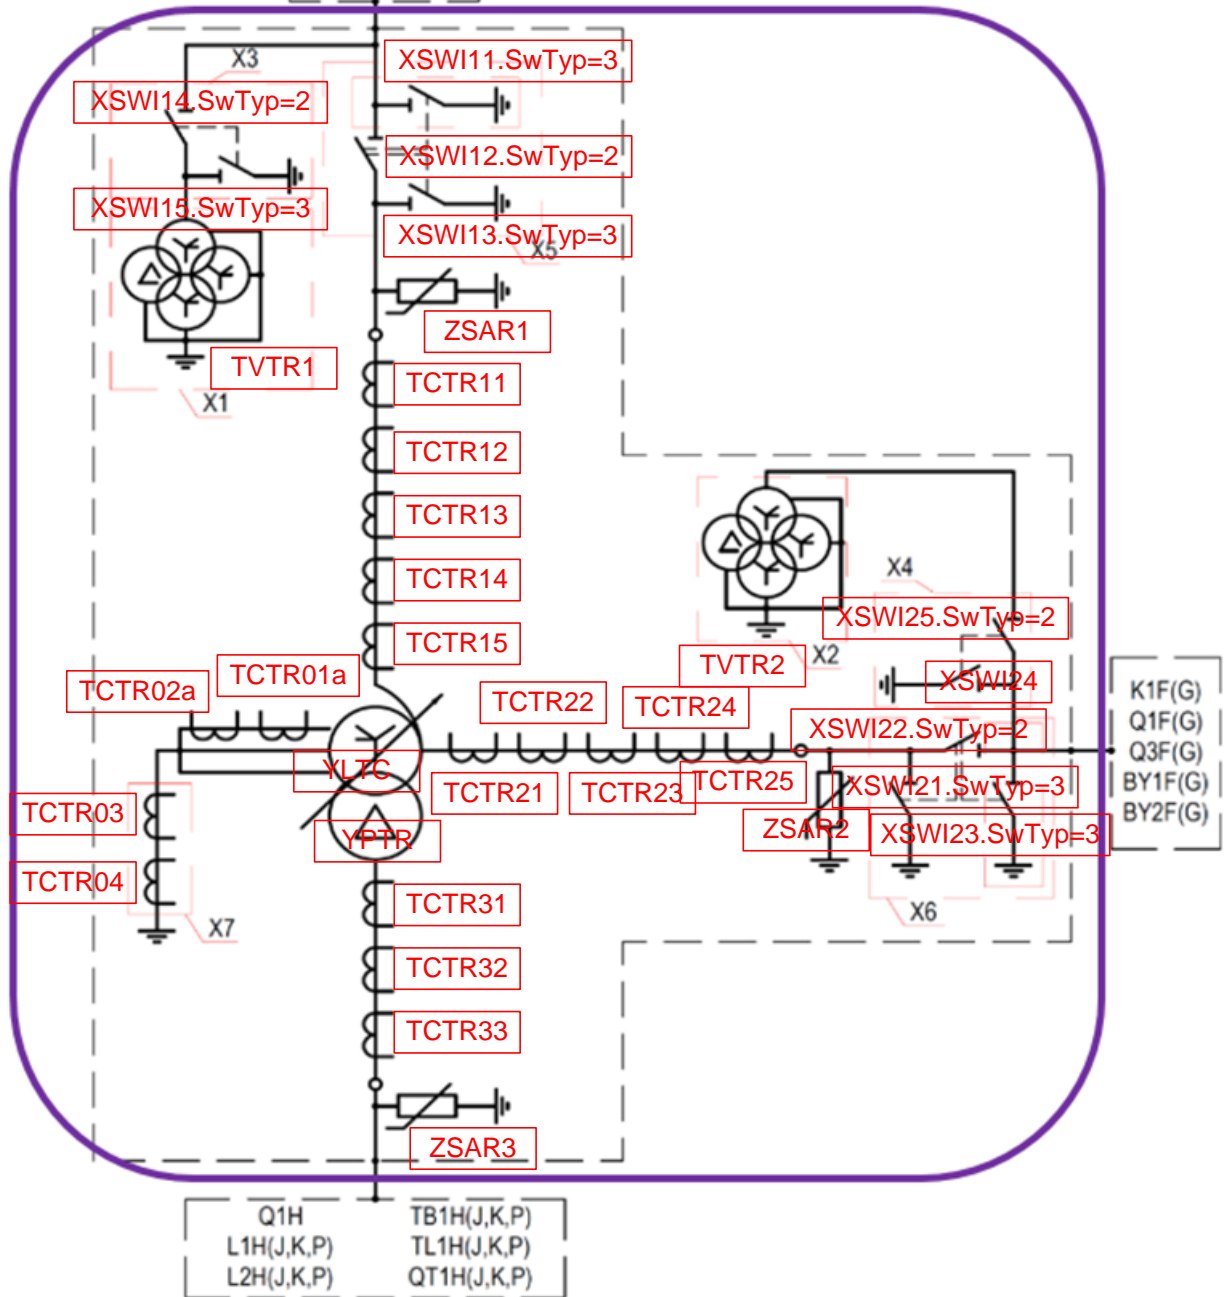 XSWI11.SwTyp=3
X3
XSWI14.SwTyp=2
XSWI12.SwTyp=2
XSWI15.SwTyp=3
XSWI13.SwTyp=3
X5
ZSAR1
TVTR1
X1
TCTR11
TCTR12
TCTR13
TCTR14
TCTR15
X4
XSWI25.SwTyp=2
X2
TVTR2
XSWI24
TCTR01a
TCTR02a
TCTR22
TCTR24
XSWI22.SwTyp=2
YLTC
TCTR21
TCTR23
TCTR25
XSWI21.SwTyp=3
ZSAR2
XSWI23.SwTyp=3
K1F(G)
Q1F(G)
Q3F(G)
BY1F(G)
BY2F(G)
TCTR03
YPTR
TCTR04
X7
X6
TCTR31
TCTR32
TCTR33
ZSAR3
Q1H
L1H(J,K,P)
L2H(J,K,P)
TB1H(J,K,P)
TL1H(J,K,P)
QT1H(J,K,P)